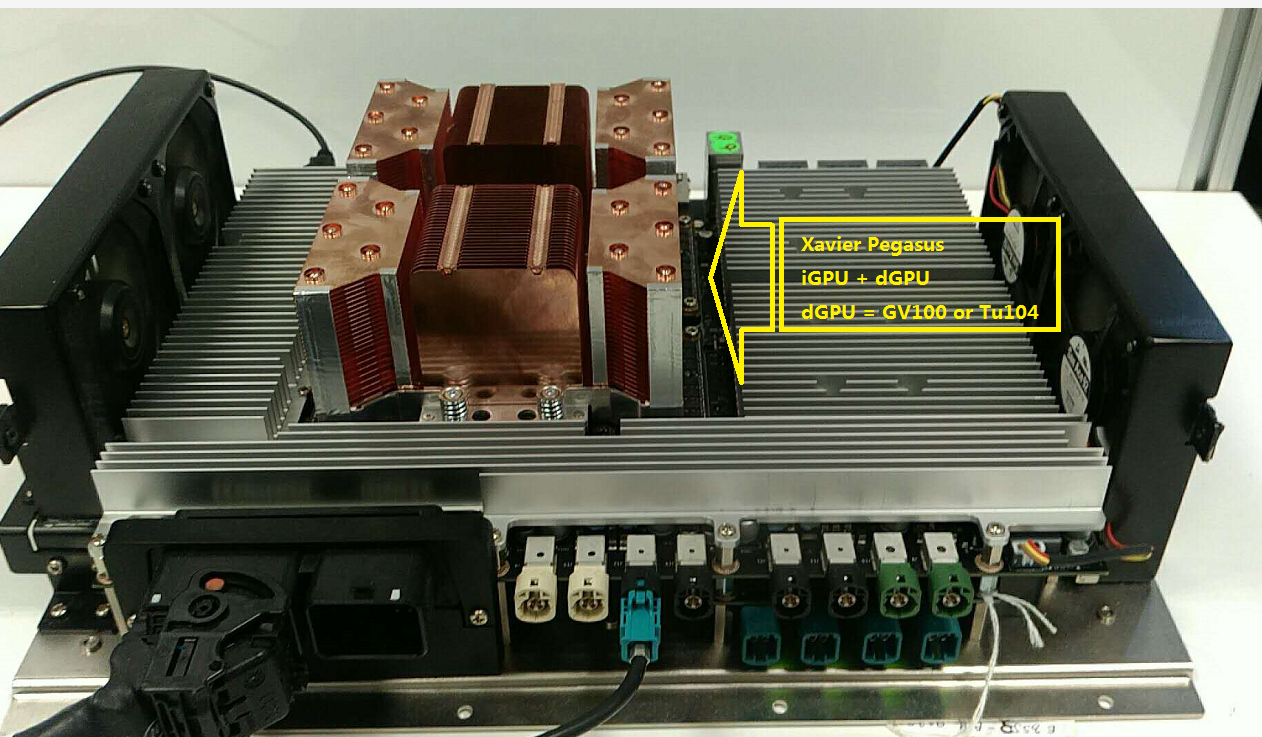 Xavier Pegasus
iGPU + dGPU
dGPU = GV100 or Tu104